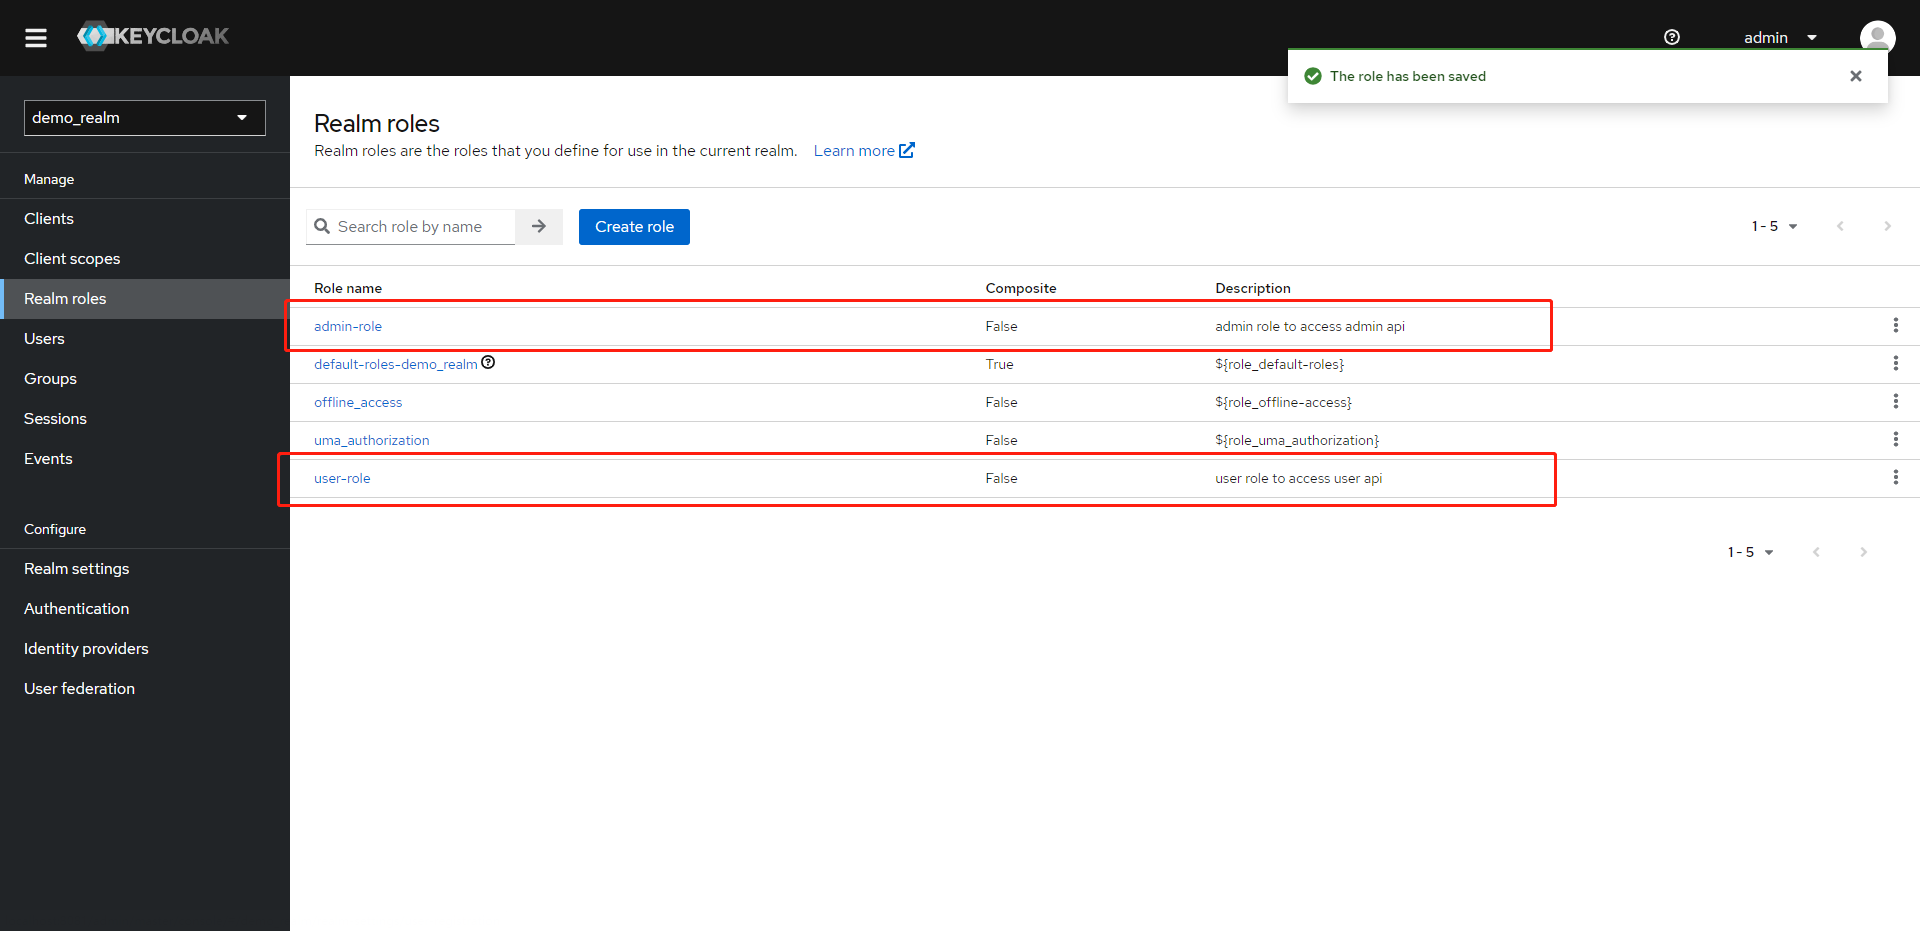 KEYCLOAK
admin
The role has been saved
demo_realm
Manage
Clients
Client scopes
Realm roles
Users
Groups
Sessions
Events
Configure
Realm settings
Authentication
Identity providers
User federation
Realm roles
Realm roles are the roles that you define for use in the current realm. Learn more
Search role by name
Create role
1 - 5
Role name Composite Description
admin-role False admin role to access admin api
default-roles-demo_realm True ${role_default-roles}
offline_access False ${role_offline-access}
uma_authorization False ${role_uma_authorization}
user-role False user role to access user api
1 - 5